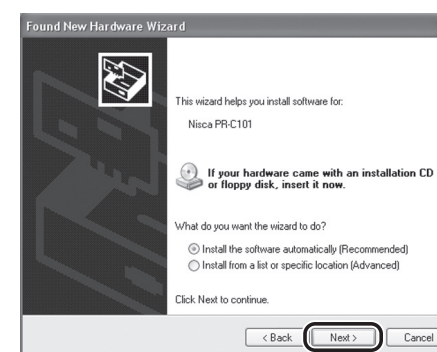 Found New Hardware Wizard
This wizard helps you install software for:
Nisca PR-C101
If your hardware came with an installation CD
or floppy disk, insert it now.
What do you want the wizard to do?
Install the software automatically (Recommended)
Install from a list or specific location (Advanced)
Click Next to continue.
< Back Next > Cancel